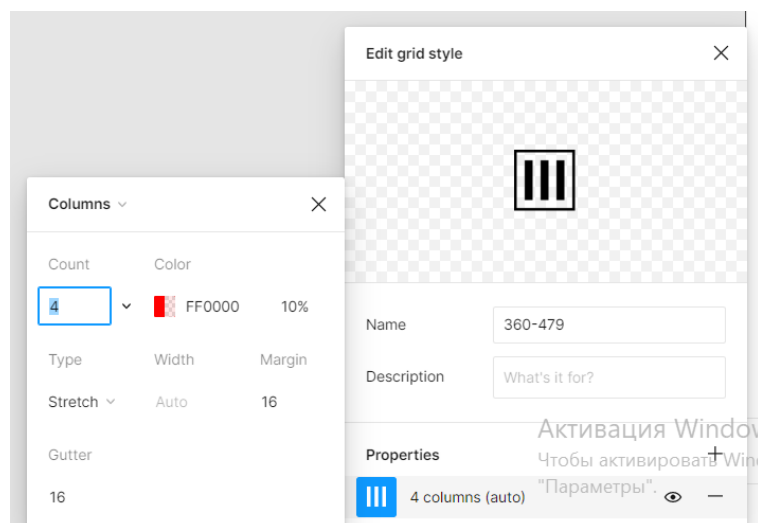 Edit grid style
Columns
Count Color
4 FF0000 10%
Type Width Margin
Stretch Auto 16
Gutter
16
Name 360-479
Description What's it for?
Properties
4 columns (auto)
Активация Window
Чтобы активировать Win
"Параметры".